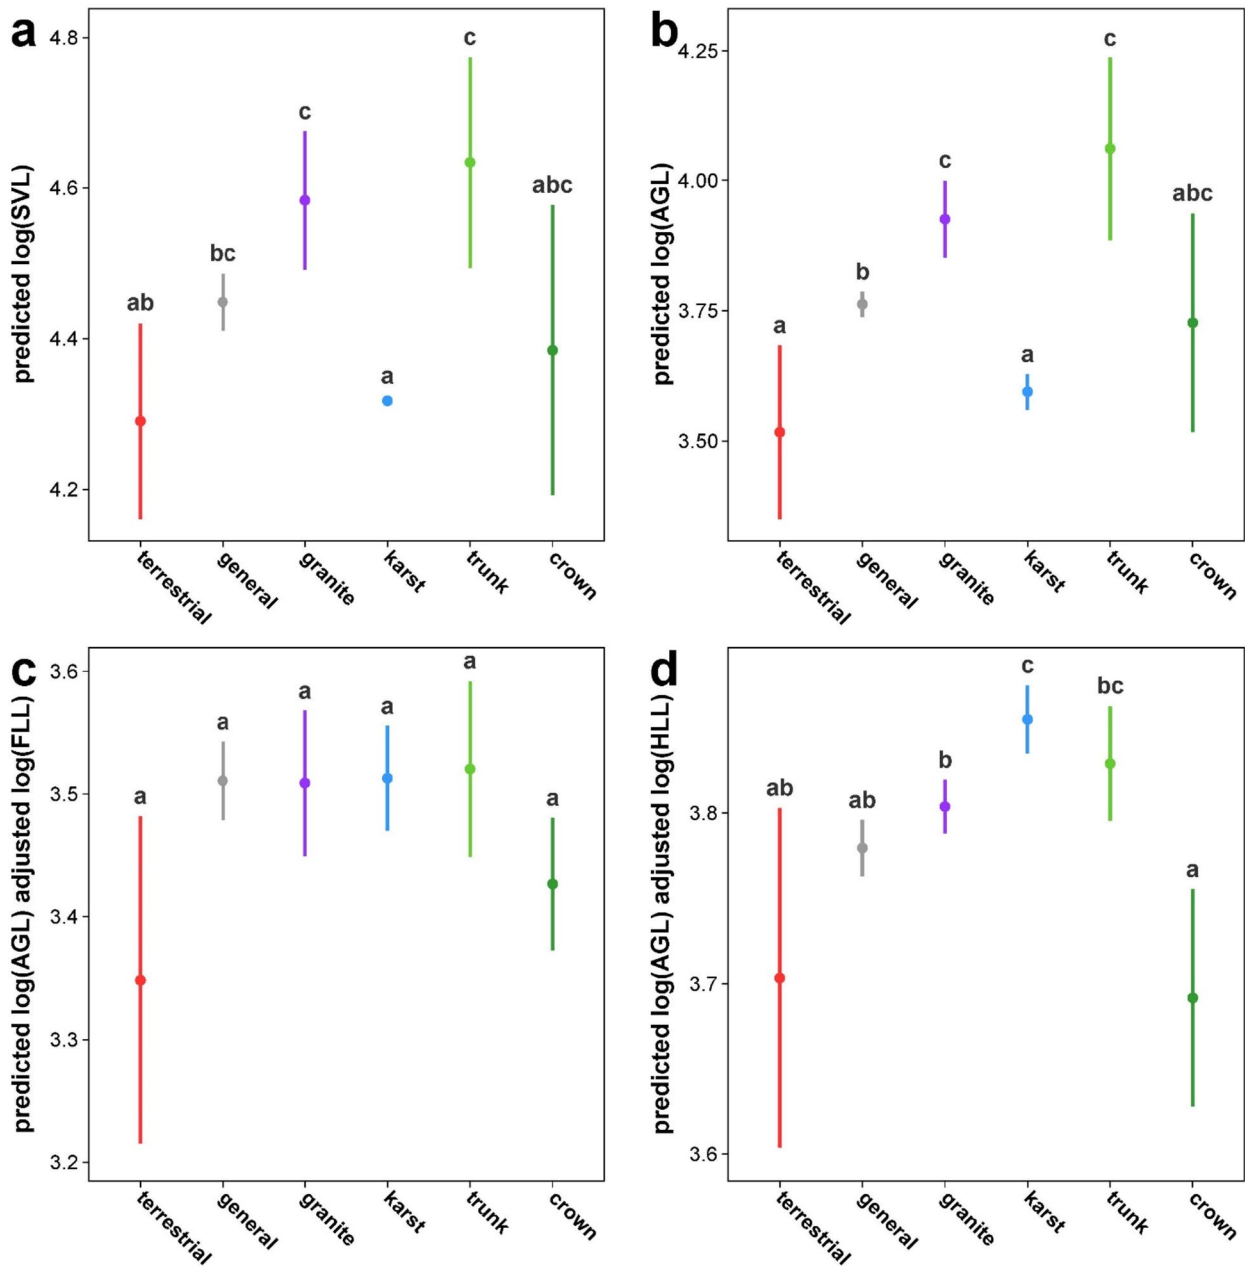 a
predicted log(SVL)
4.8
4.6
4.4
4.2
ab
bc
c
a
c
abc
terrestrial
general
granite
karst
trunk
crown
b
predicted log(AGL)
4.25
4.00
3.75
3.50
a
b
c
a
c
abc
terrestrial
general
granite
karst
trunk
crown
c
predicted log(AGL) adjusted log(FLL)
3.6
3.5
3.4
3.3
3.2
a
a
a
a
a
a
terrestrial
general
granite
karst
trunk
crown
d
predicted log(AGL) adjusted log(HLL)
3.8
3.7
3.6
ab
ab
b
c
bc
a
terrestrial
general
granite
karst
trunk
crown